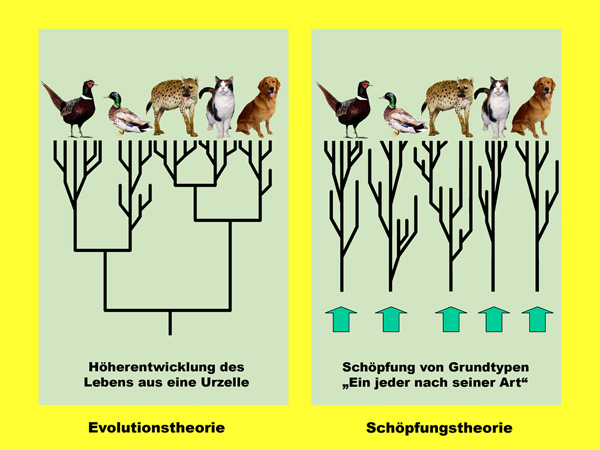 Höherentwicklung des
Lebens aus eine Urzelle
Evolutionstheorie
Schöpfung von Grundtypen
„Ein jeder nach seiner Art“
Schöpfungstheorie